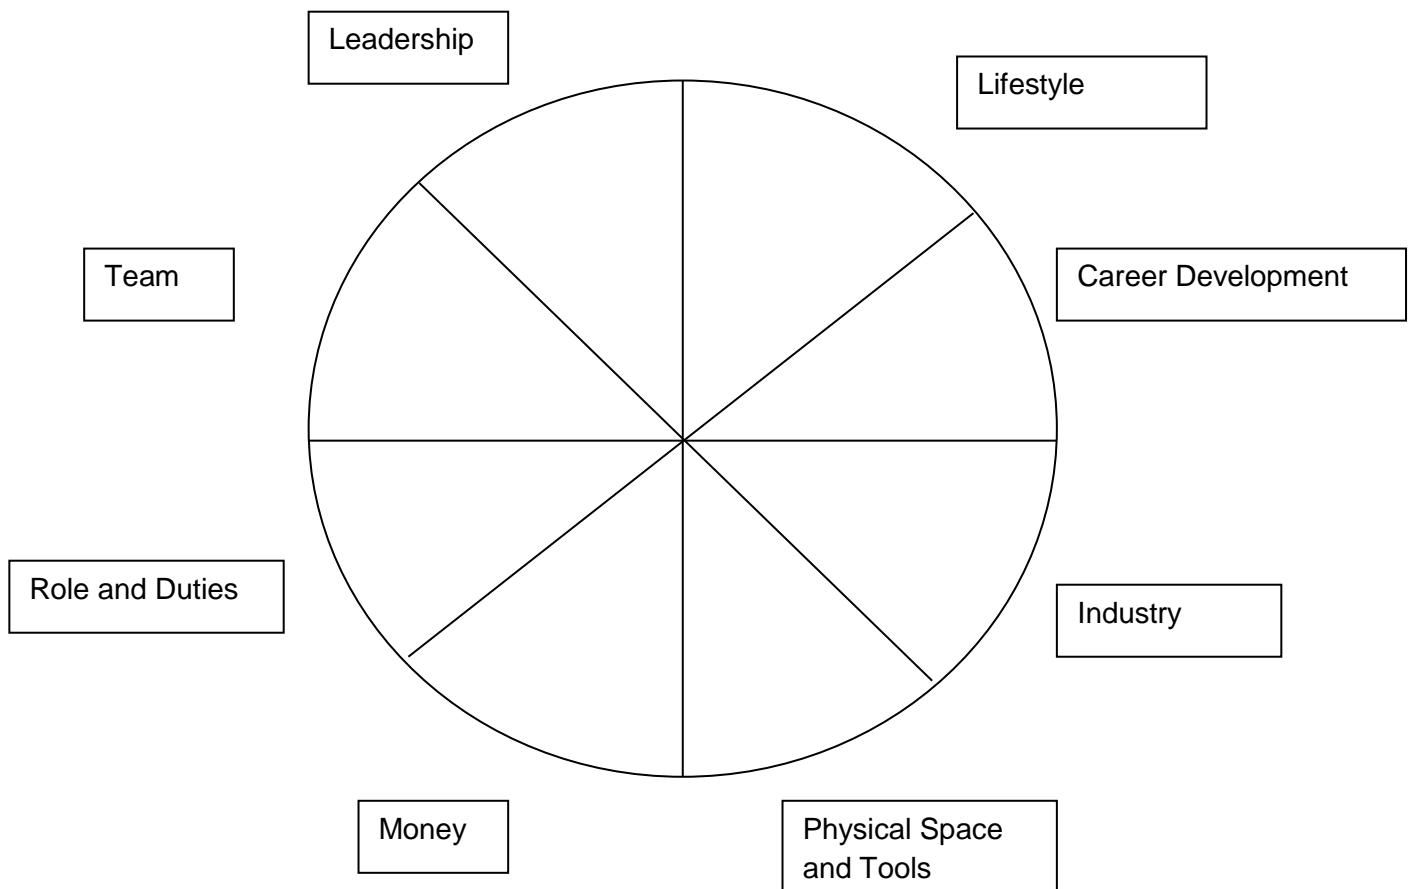 Leadership
Lifestyle
Team
Career Development
Role and Duties
Industry
Money
Physical Space
and Tools